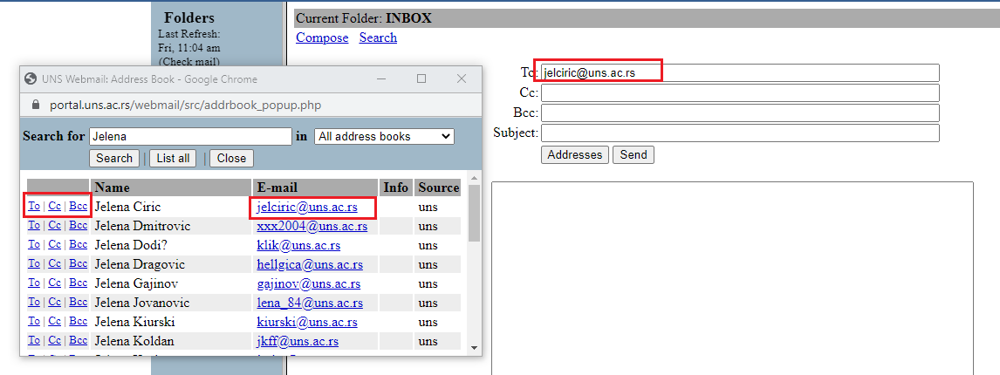 Folders
Last Refresh:
Fri, 11:04 am
(Check mail)
Current Folder: INBOX
Compose Search
To: jelciric@uns.ac.rs
Cc:
Bcc:
Subject:
Addresses Send
UNS Webmail: Address Book - Google Chrome
portal.uns.ac.rs/webmail/src/addrbook_popup.php
Search for Jelena in All address books
Search | List all | Close
Name E-mail Info Source
To | Cc | Bcc Jelena Ciric jelciric@uns.ac.rs uns
To | Cc | Bcc Jelena Dmitrovic xxx2004@uns.ac.rs uns
To | Cc | Bcc Jelena Dodi? klik@uns.ac.rs uns
To | Cc | Bcc Jelena Dragovic hellgica@uns.ac.rs uns
To | Cc | Bcc Jelena Gajinov gajinov@uns.ac.rs uns
To | Cc | Bcc Jelena Jovanovic lena_84@uns.ac.rs uns
To | Cc | Bcc Jelena Kiurski kiurski@uns.ac.rs uns
To | Cc | Bcc Jelena Koldan jkff@uns.ac.rs uns